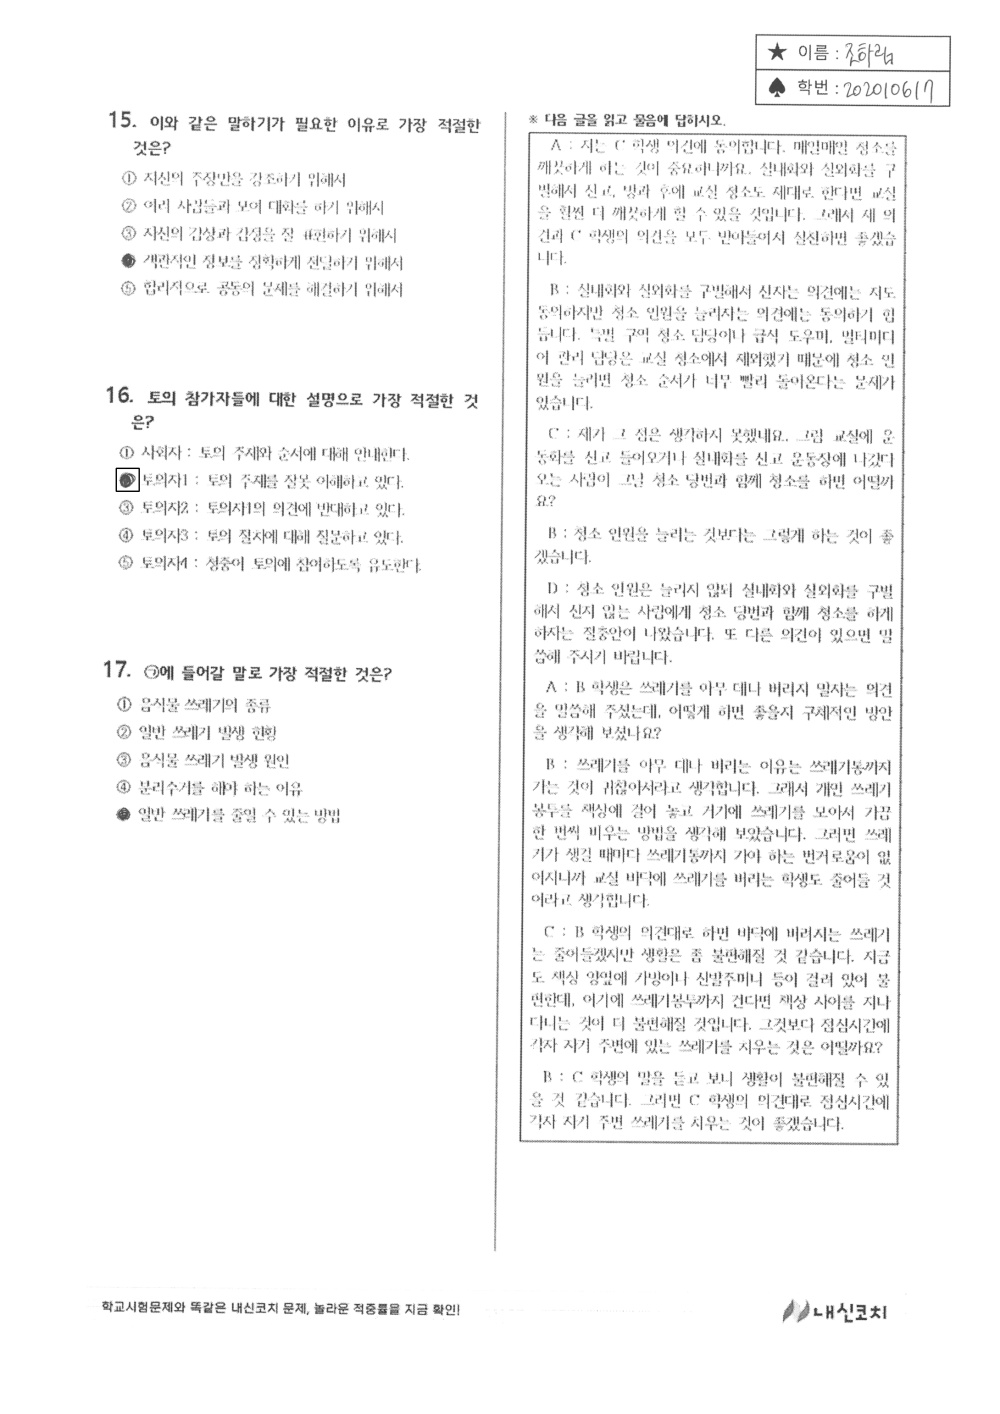 ★ 이름 : 조하림
♠ 학번 : 202010617
15. 이와 같은 말하기가 필요한 이유로 가장 적절한
것은?
① 자신의 주장만을 강조하기 위해서
② 여러 사람들과 모여 대화를 하기 위해서
③ 자신의 감상과 감정을 잘 표현하기 위해서
● 객관적인 정보를 정확하게 전달하기 위해서
⑤ 합리적으로 공동의 문제를 해결하기 위해서
16. 토의 참가자들에 대한 설명으로 가장 적절한 것
은?
① 사회자 : 토의 주제와 순서에 대해 안내한다.
● 토의자1 : 토의 주제를 잘못 이해하고 있다.
③ 토의자2 : 토의자1의 의견에 반대하고 있다.
④ 토의자3 : 토의 절차에 대해 질문하고 있다.
⑤ 토의자4 : 청중이 토의에 참여하도록 유도한다.
17. ㉠에 들어갈 말로 가장 적절한 것은?
① 음식물 쓰레기의 종류
② 일반 쓰레기 발생 현황
③ 음식물 쓰레기 발생 원인
④ 분리수거를 해야 하는 이유
● 일반 쓰레기를 줄일 수 있는 방법
※ 다음 글을 읽고 물음에 답하시오.
A : 저는 C 학생 의견에 동의합니다. 매일매일 청소를
깨끗하게 하는 것이 중요하니까요. 실내화와 실외화를 구
별해서 신고, 방과 후에 교실 청소도 제대로 한다면 교실
을 훨씬 더 깨끗하게 할 수 있을 것입니다. 그래서 제 의
견과 C 학생의 의견을 모두 받아들여서 실천하면 좋겠습
니다.
B : 실내화와 실외화를 구별해서 신자는 의견에는 저도
동의하지만 청소 인원을 늘리자는 의견에는 동의하기 힘
듭니다. 특별 구역 청소 담당이나 급식 도우미, 멀티미디
어 관리 담당은 교실 청소에서 제외했기 때문에 청소 인
원을 늘리면 청소 순서가 너무 빨리 돌아온다는 문제가
있습니다.
C : 제가 그 점은 생각하지 못했네요. 그럼 교실에 운
동화를 신고 들어오거나 실내화를 신고 운동장에 나갔다
오는 사람이 그날 청소 당번과 함께 청소를 하면 어떨까
요?
B : 청소 인원을 늘리는 것보다는 그렇게 하는 것이 좋
겠습니다.
D : 청소 인원은 늘리지 않되 실내화와 실외화를 구별
해서 신지 않는 사람에게 청소 당번과 함께 청소를 하게
하자는 절충안이 나왔습니다. 또 다른 의견이 있으면 말
씀해 주시기 바랍니다.
A : B 학생은 쓰레기를 아무 데나 버리지 말자는 의견
을 말씀해 주셨는데, 어떻게 하면 좋을지 구체적인 방안
을 생각해 보셨나요?
B : 쓰레기를 아무 데나 버리는 이유는 쓰레기통까지
가는 것이 귀찮아서라고 생각합니다. 그래서 개인 쓰레기
봉투를 책상에 걸어 놓고 거기에 쓰레기를 모아서 가끔
한 번씩 비우는 방법을 생각해 보았습니다. 그러면 쓰레
기가 생길 때마다 쓰레기통까지 가야 하는 번거로움이 없
어지니까 교실 바닥에 쓰레기를 버리는 학생도 줄어들 것
이라고 생각합니다.
C : B 학생의 의견대로 하면 바닥에 버려지는 쓰레기
는 줄어들겠지만 생활은 좀 불편해질 것 같습니다. 지금
도 책상 양옆에 가방이나 신발주머니 등이 걸려 있어 불
편한데, 여기에 쓰레기봉투까지 건다면 책상 사이를 지나
다니는 것이 더 불편해질 것입니다. 그것보다 점심시간에
각자 자기 주변에 있는 쓰레기를 치우는 것은 어떨까요?
B : C 학생의 말을 듣고 보니 생활이 불편해질 수 있
을 것 같습니다. 그러면 C 학생의 의견대로 점심시간에
각자 자기 주변 쓰레기를 치우는 것이 좋겠습니다.
학교시험문제와 똑같은 내신코치 문제, 놀라운 적중률을 지금 확인!
내신코치